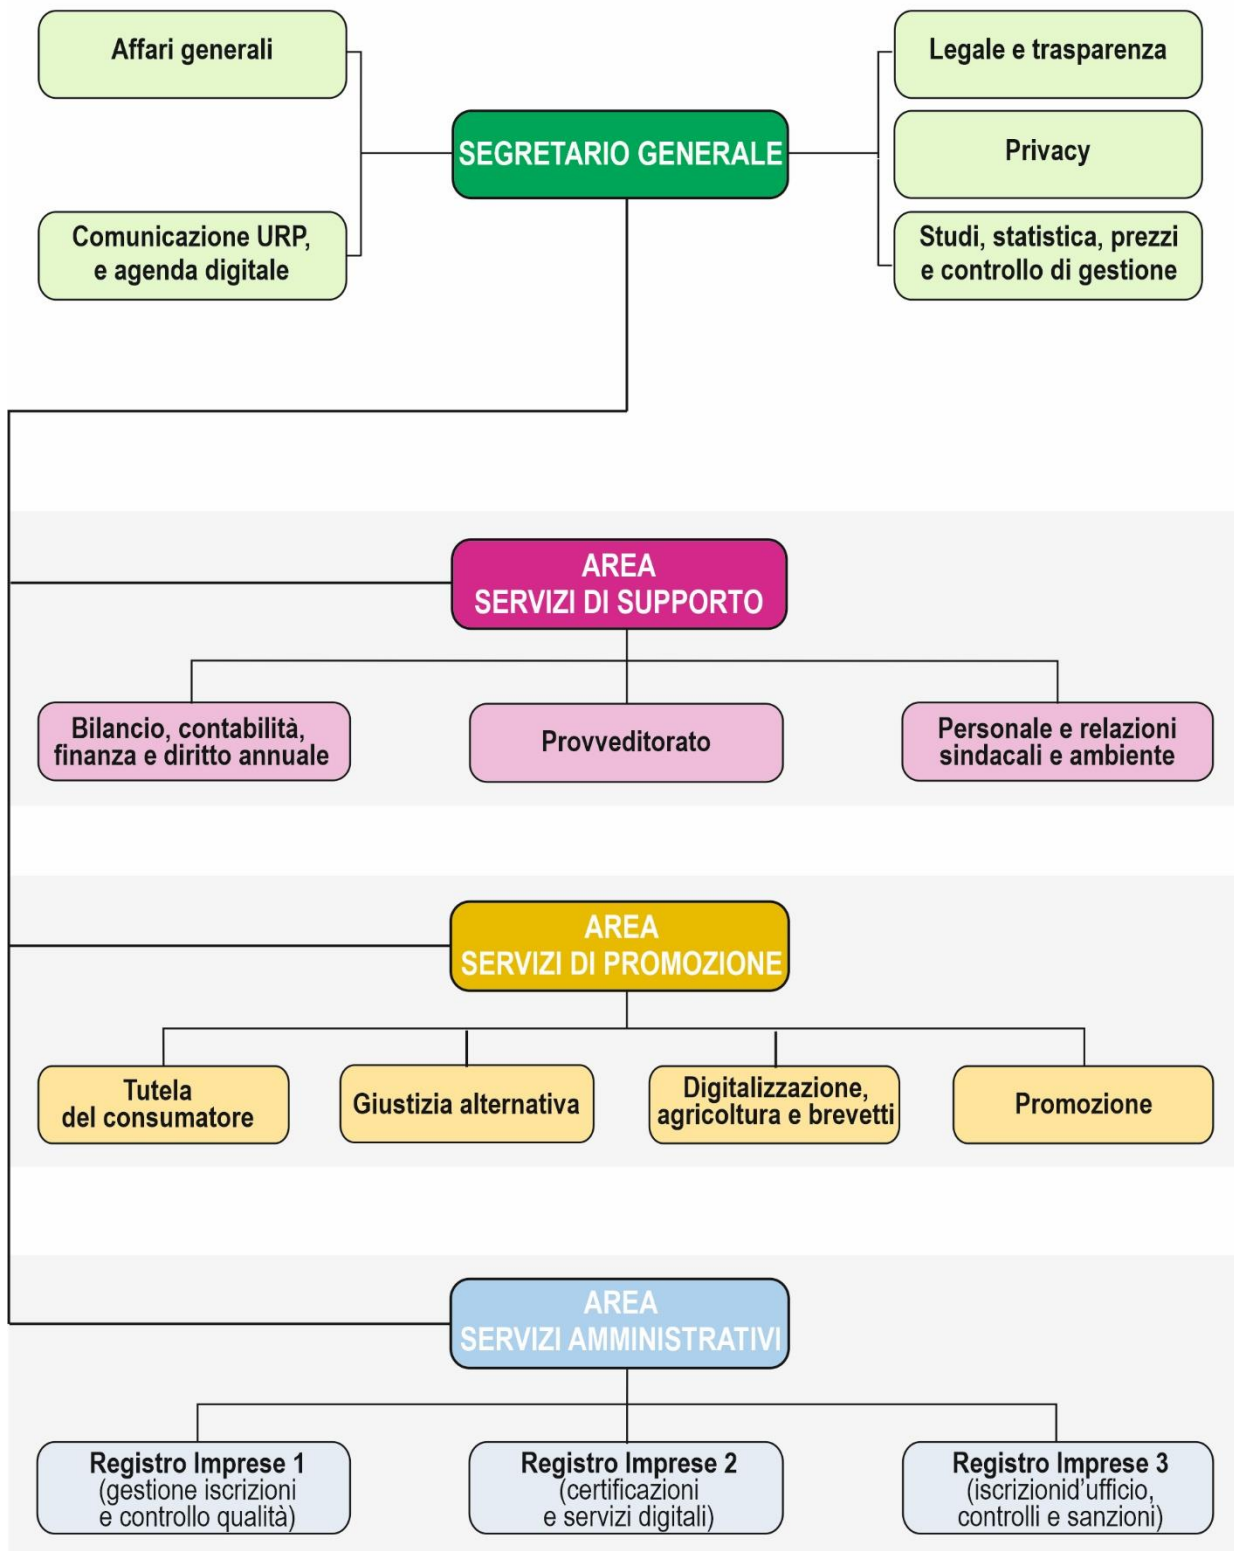 Affari generali
Legale e trasparenza
SEGRETARIO GENERALE
Privacy
Comunicazione URP,
e agenda digitale
Studi, statistica, prezzi
e controllo di gestione
AREA
SERVIZI DI SUPPORTO
Bilancio, contabilità,
finanza e diritto annuale
Provveditorato
Personale e relazioni
sindacali e ambiente
AREA
SERVIZI DI PROMOZIONE
Tutela
del consumatore
Giustizia alternativa
Digitalizzazione,
agricoltura e brevetti
Promozione
AREA
SERVIZI AMMINISTRATIVI
Registro Imprese 1
(gestione iscrizioni
e controllo qualità)
Registro Imprese 2
(certificazioni
e servizi digitali)
Registro Imprese 3
(iscrizionid'ufficio,
controlli e sanzioni)